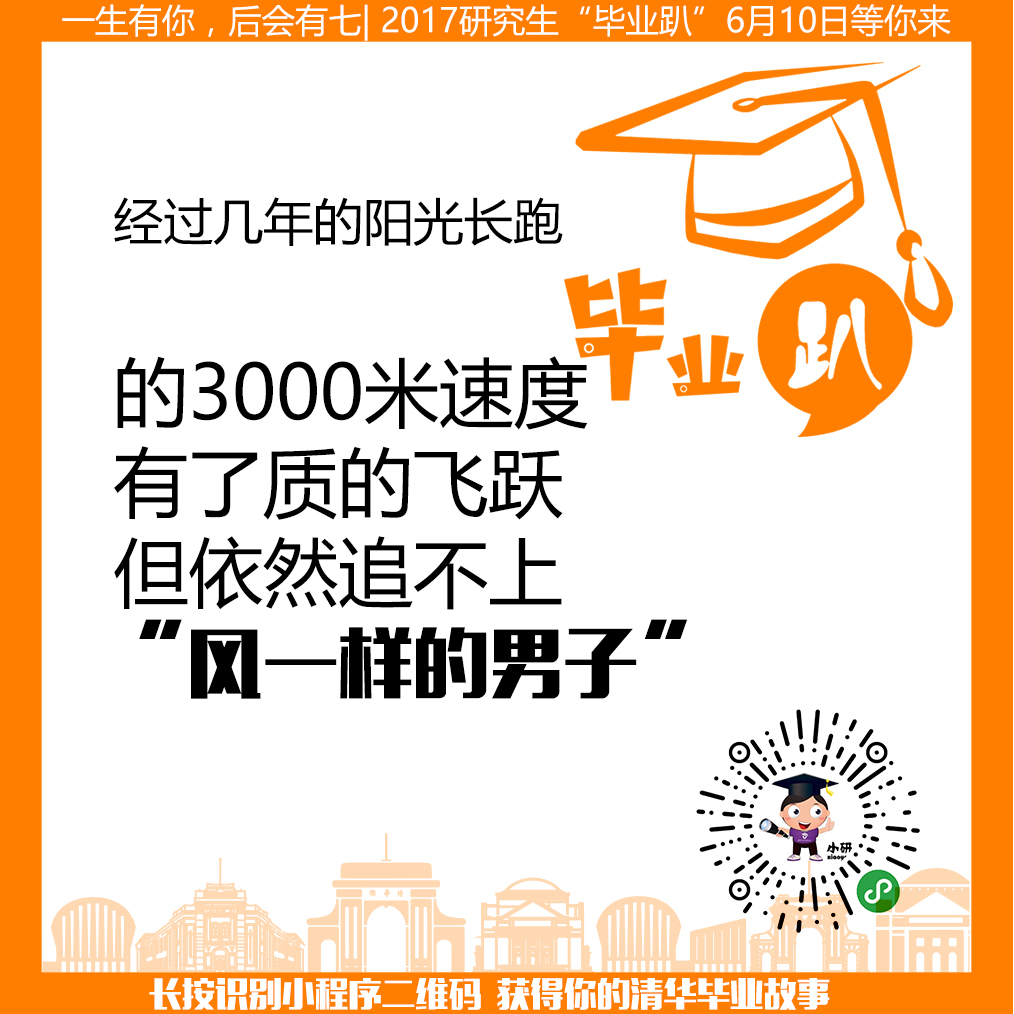 一生有你，后会有七| 2017研究生“毕业趴”6月10日等你来
经过几年的阳光长跑
毕业趴
的3000米速度
有了质的飞跃
但依然追不上
“风一样的男子“
小研
长按识别小程序二维码 获得你的清华毕业故事